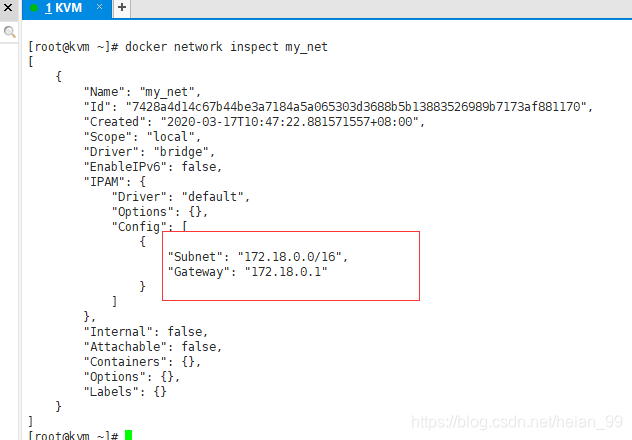 1 KVM × +
[root@kvm ~]# docker network inspect my_net
[
    {
        "Name": "my_net",
        "Id": "7428a4d14c67b44be3a7184a5a065303d3688b5b13883526989b7173af881170",
        "Created": "2020-03-17T10:47:22.881571557+08:00",
        "Scope": "local",
        "Driver": "bridge",
        "EnableIPv6": false,
        "IPAM": {
            "Driver": "default",
            "Options": {},
            "Config": [
                {
                    "Subnet": "172.18.0.0/16",
                    "Gateway": "172.18.0.1"
                }
            ]
        },
        "Internal": false,
        "Attachable": false,
        "Containers": {},
        "Options": {},
        "Labels": {}
    }
]
[root@kvm ~]#
https://blog.csdn.net/heian_99